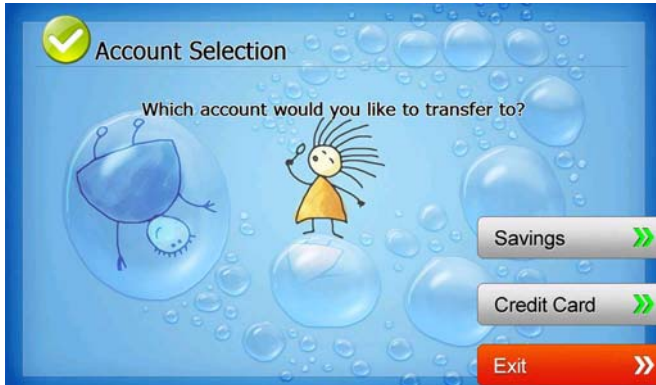 Account Selection
Which account would you like to transfer to?
Savings
Credit Card
Exit